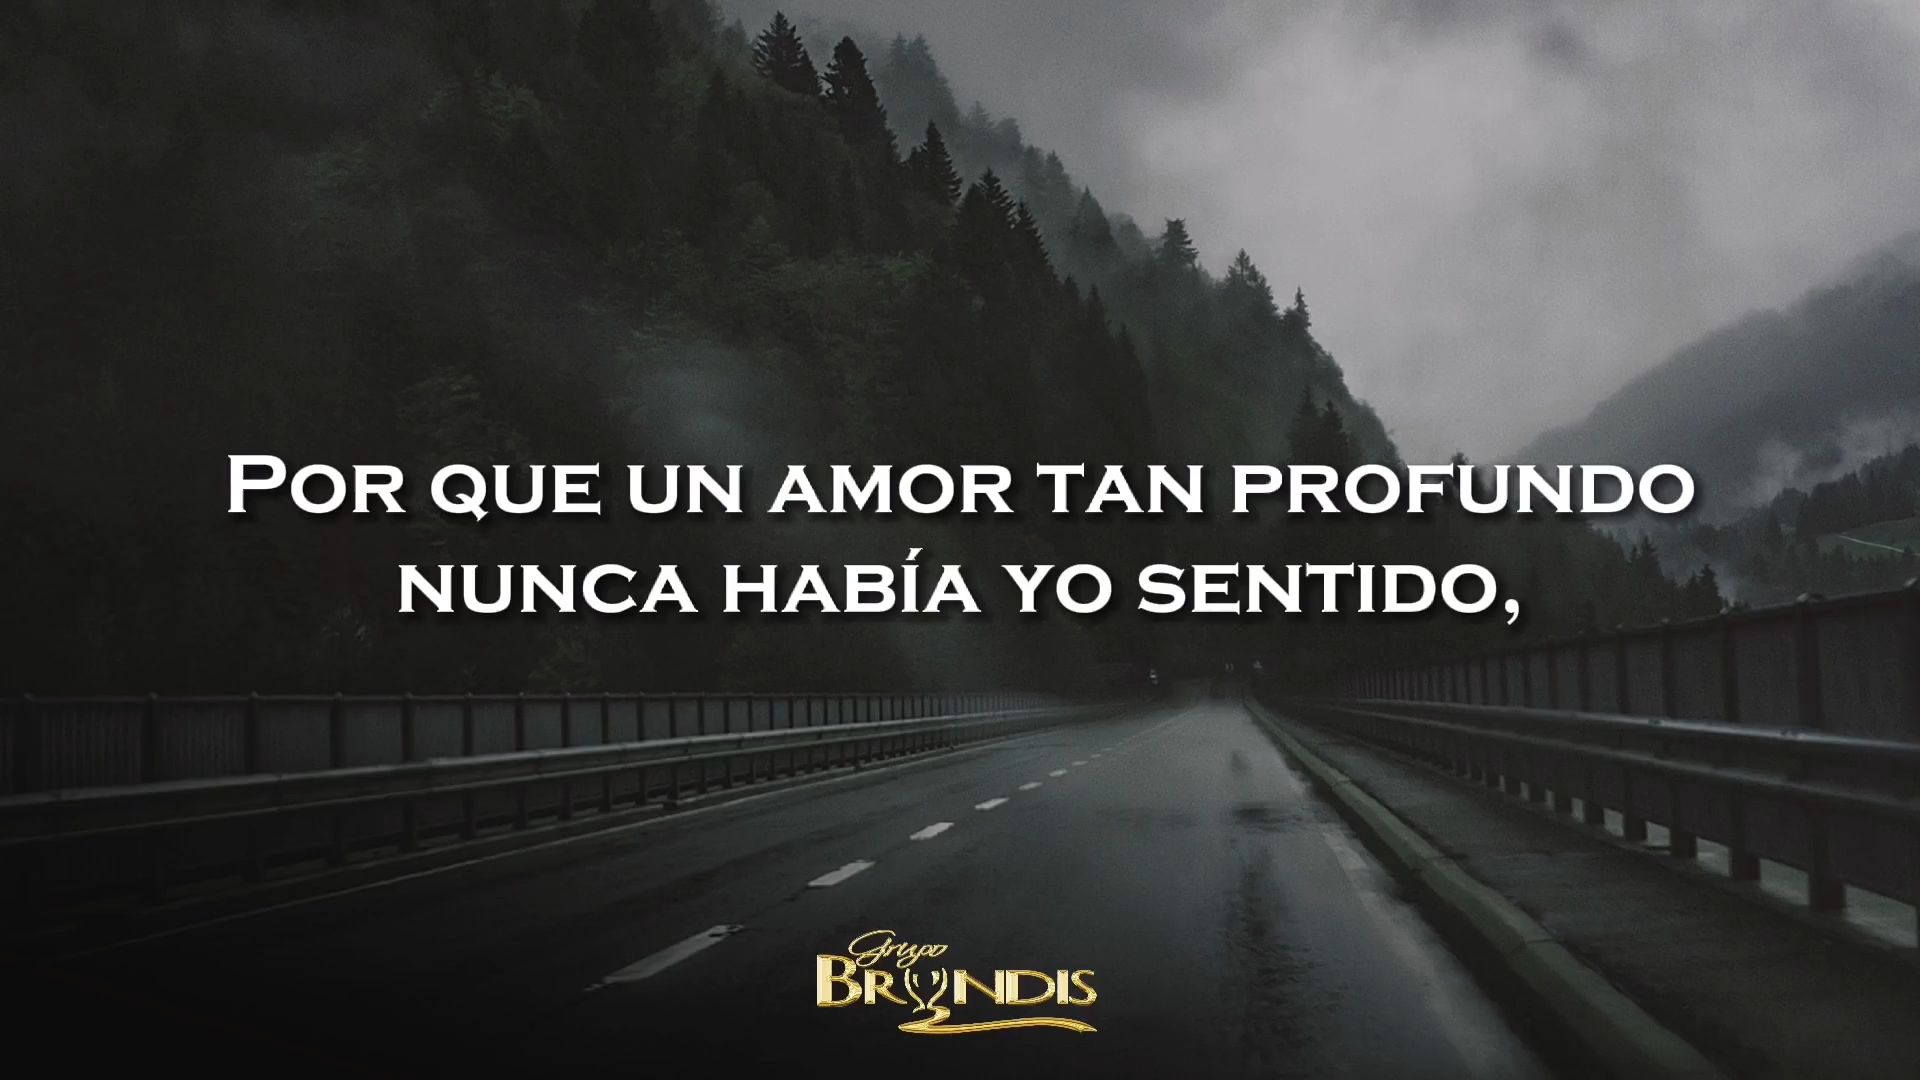 Por que un amor tan profundo
nunca había yo sentido,
Grupo
Bryndis